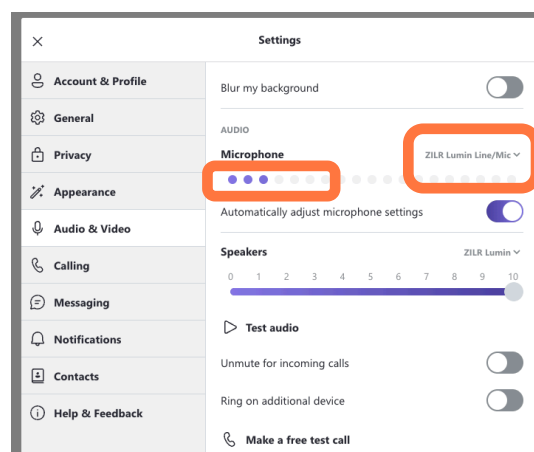 Settings
Account & Profile
General
Privacy
Appearance
Audio & Video
Calling
Messaging
Notifications
Contacts
Help & Feedback
Blur my background
AUDIO
Microphone
ZILR Lumin Line/Mic
Automatically adjust microphone settings
Speakers
ZILR Lumin
0 1 2 3 4 5 6 7 8 9 10
Test audio
Unmute for incoming calls
Ring on additional device
Make a free test call